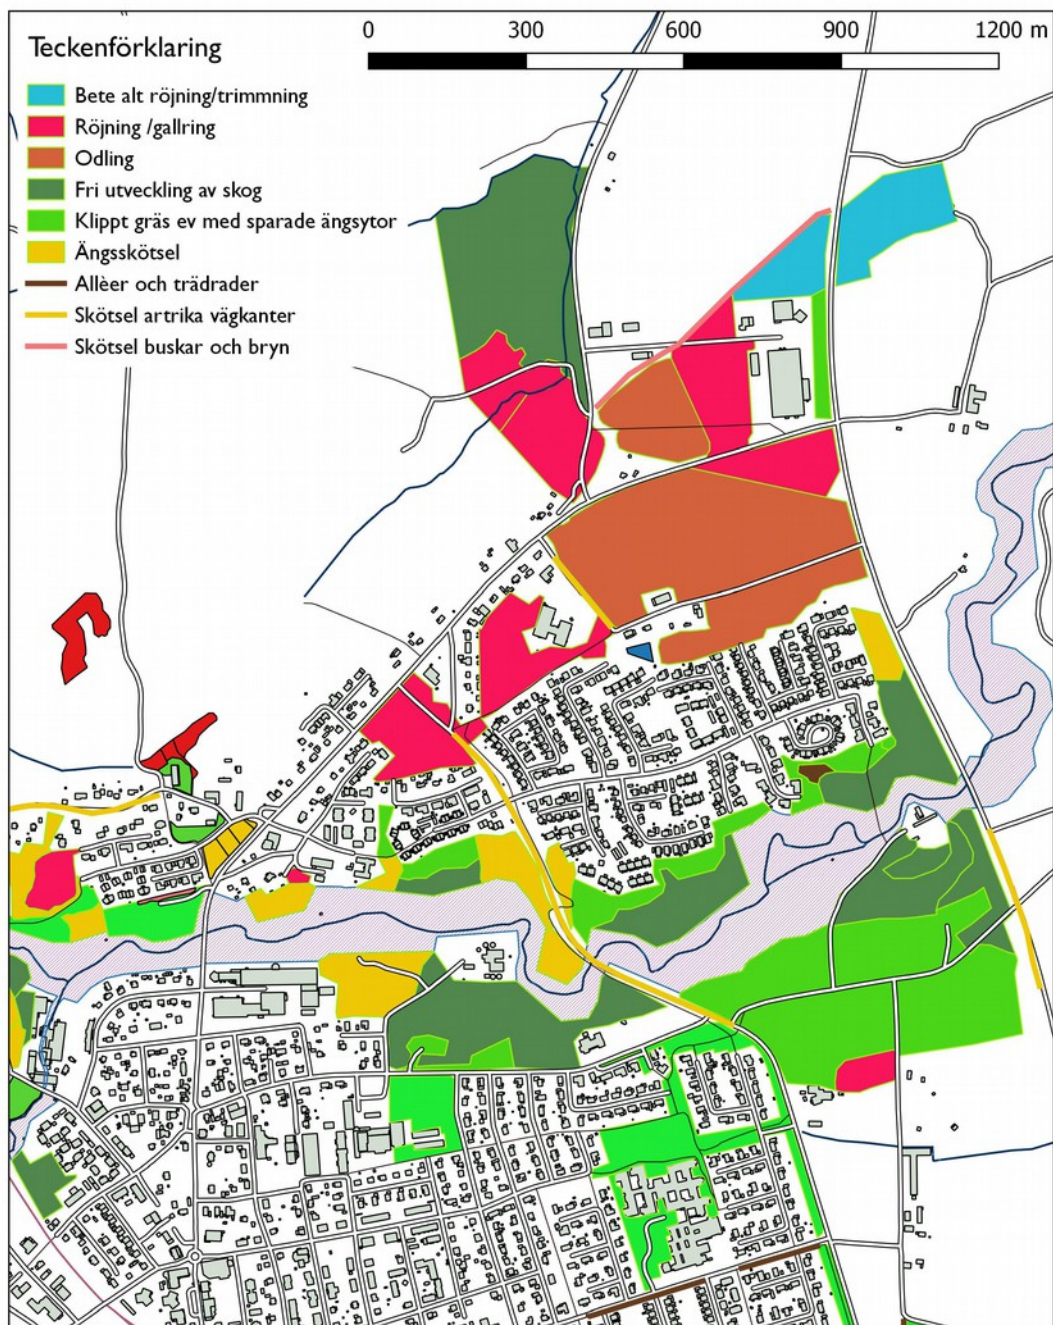 Teckenförklaring
0 300 600 900 1200 m
Bete alt röjning/trimmning
Röjning /gallring
Odling
Fri utveckling av skog
Klippt gräs ev med sparade ängsytor
Ängsskötsel
Allèer och trädrader
Skötsel artrika vägkanter
Skötsel buskar och bryn